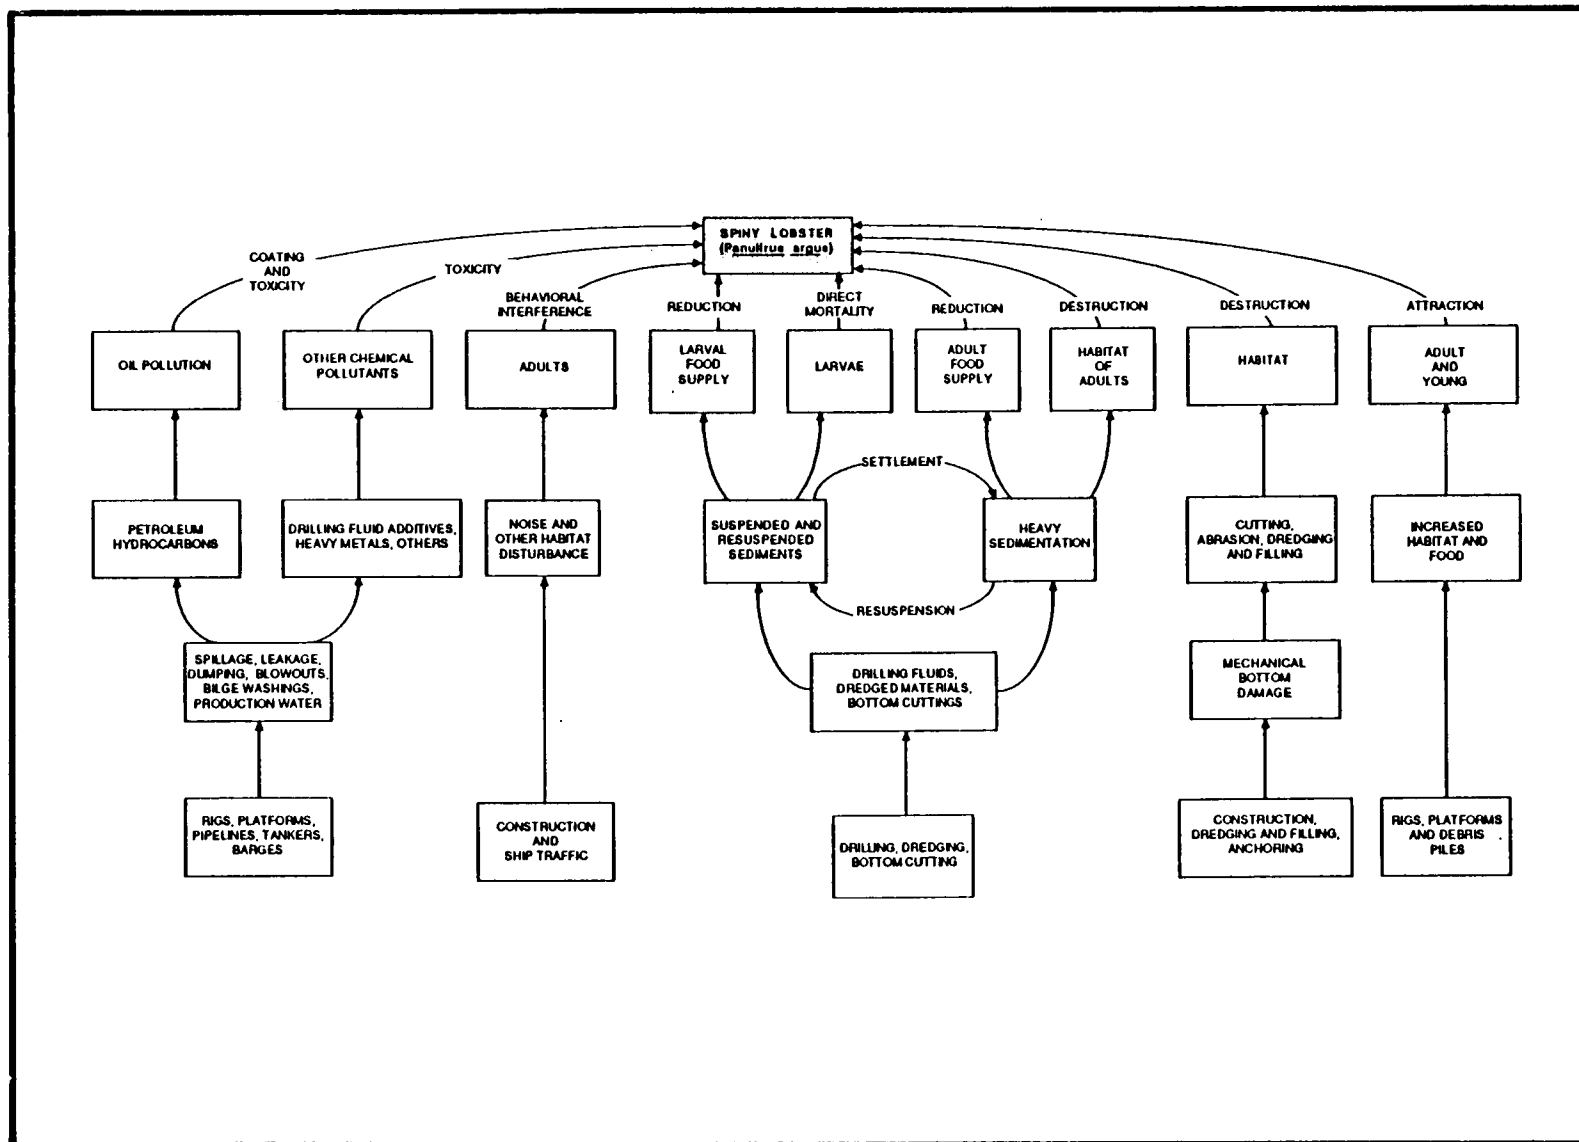 SPINY LOBSTER
(Panulirus argus)
COATING
AND
TOXICITY
TOXICITY
BEHAVIORAL
INTERFERENCE
REDUCTION
DIRECT
MORTALITY
REDUCTION
DESTRUCTION
DESTRUCTION
ATTRACTION
OIL POLLUTION
OTHER CHEMICAL
POLLUTANTS
ADULTS
LARVAL
FOOD
SUPPLY
LARVAE
ADULT
FOOD
SUPPLY
HABITAT
OF
ADULTS
HABITAT
ADULT
AND
YOUNG
SETTLEMENT
PETROLEUM
HYDROCARBONS
DRILLING FLUID ADDITIVES,
HEAVY METALS, OTHERS
NOISE AND
OTHER HABITAT
DISTURBANCE
SUSPENDED AND
RESUSPENDED
SEDIMENTS
HEAVY
SEDIMENTATION
CUTTING,
ABRASION, DREDGING
AND FILLING
INCREASED
HABITAT AND
FOOD
RESUSPENSION
SPILLAGE, LEAKAGE,
DUMPING, BLOWOUTS,
BILGE WASHINGS,
PRODUCTION WATER
DRILLING FLUIDS,
DREDGED MATERIALS,
BOTTOM CUTTINGS
MECHANICAL
BOTTOM
DAMAGE
RIGS, PLATFORMS,
PIPELINES, TANKERS,
BARGES
CONSTRUCTION
AND
SHIP TRAFFIC
DRILLING, DREDGING,
BOTTOM CUTTING
CONSTRUCTION,
DREDGING AND FILLING,
ANCHORING
RIGS, PLATFORMS
AND DEBRIS
PILES